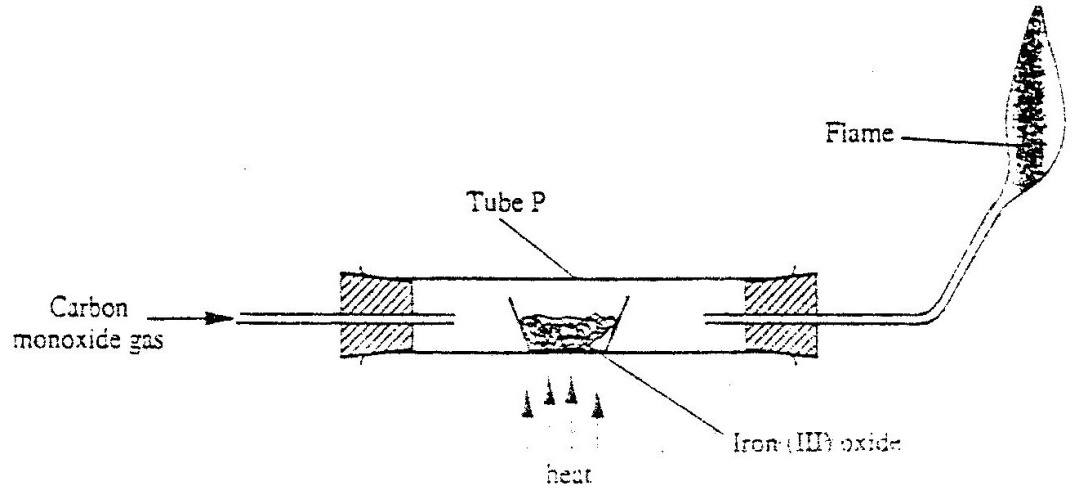 Flame
Tube P
Carbon
monoxide gas
Iron (III) oxide
heat